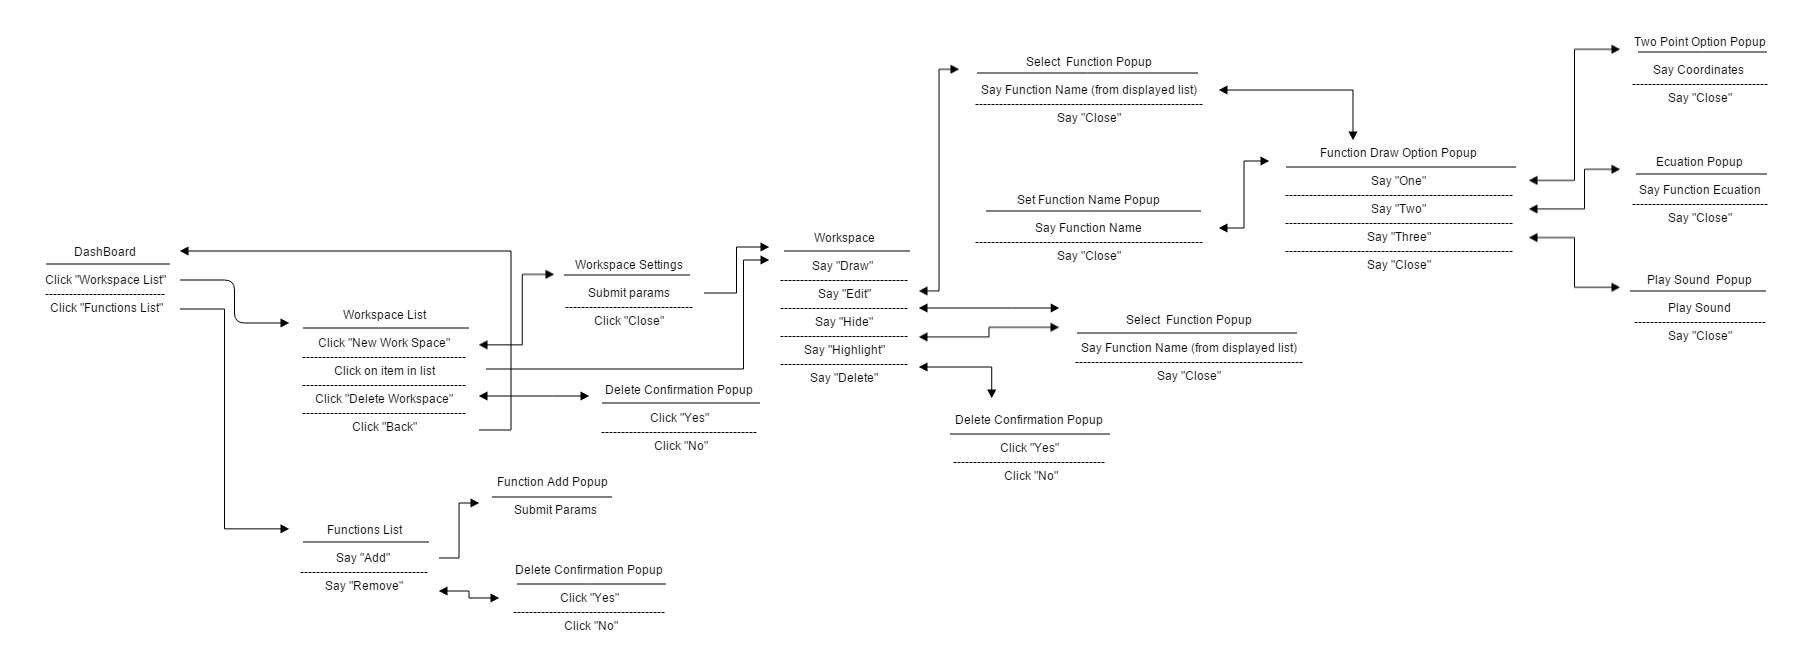 DashBoard
Click "Workspace List"
Click "Functions List"
Workspace List
Click "New Work Space"
Click on item in list
Click "Delete Workspace"
Click "Back"
Functions List
Say "Add"
Say "Remove"
Function Add Popup
Submit Params
Delete Confirmation Popup
Click "Yes"
Click "No"
Workspace Settings
Submit params
Click "Close"
Delete Confirmation Popup
Click "Yes"
Click "No"
Workspace
Say "Draw"
Say "Edit"
Say "Hide"
Say "Highlight"
Say "Delete"
Select Function Popup
Say Function Name (from displayed list)
Say "Close"
Set Function Name Popup
Say Function Name
Say "Close"
Select Function Popup
Say Function Name (from displayed list)
Say "Close"
Delete Confirmation Popup
Click "Yes"
Click "No"
Function Draw Option Popup
Say "One"
Say "Two"
Say "Three"
Say "Close"
Two Point Option Popup
Say Coordinates
Say "Close"
Ecuation Popup
Say Function Ecuation
Say "Close"
Play Sound Popup
Play Sound
Say "Close"